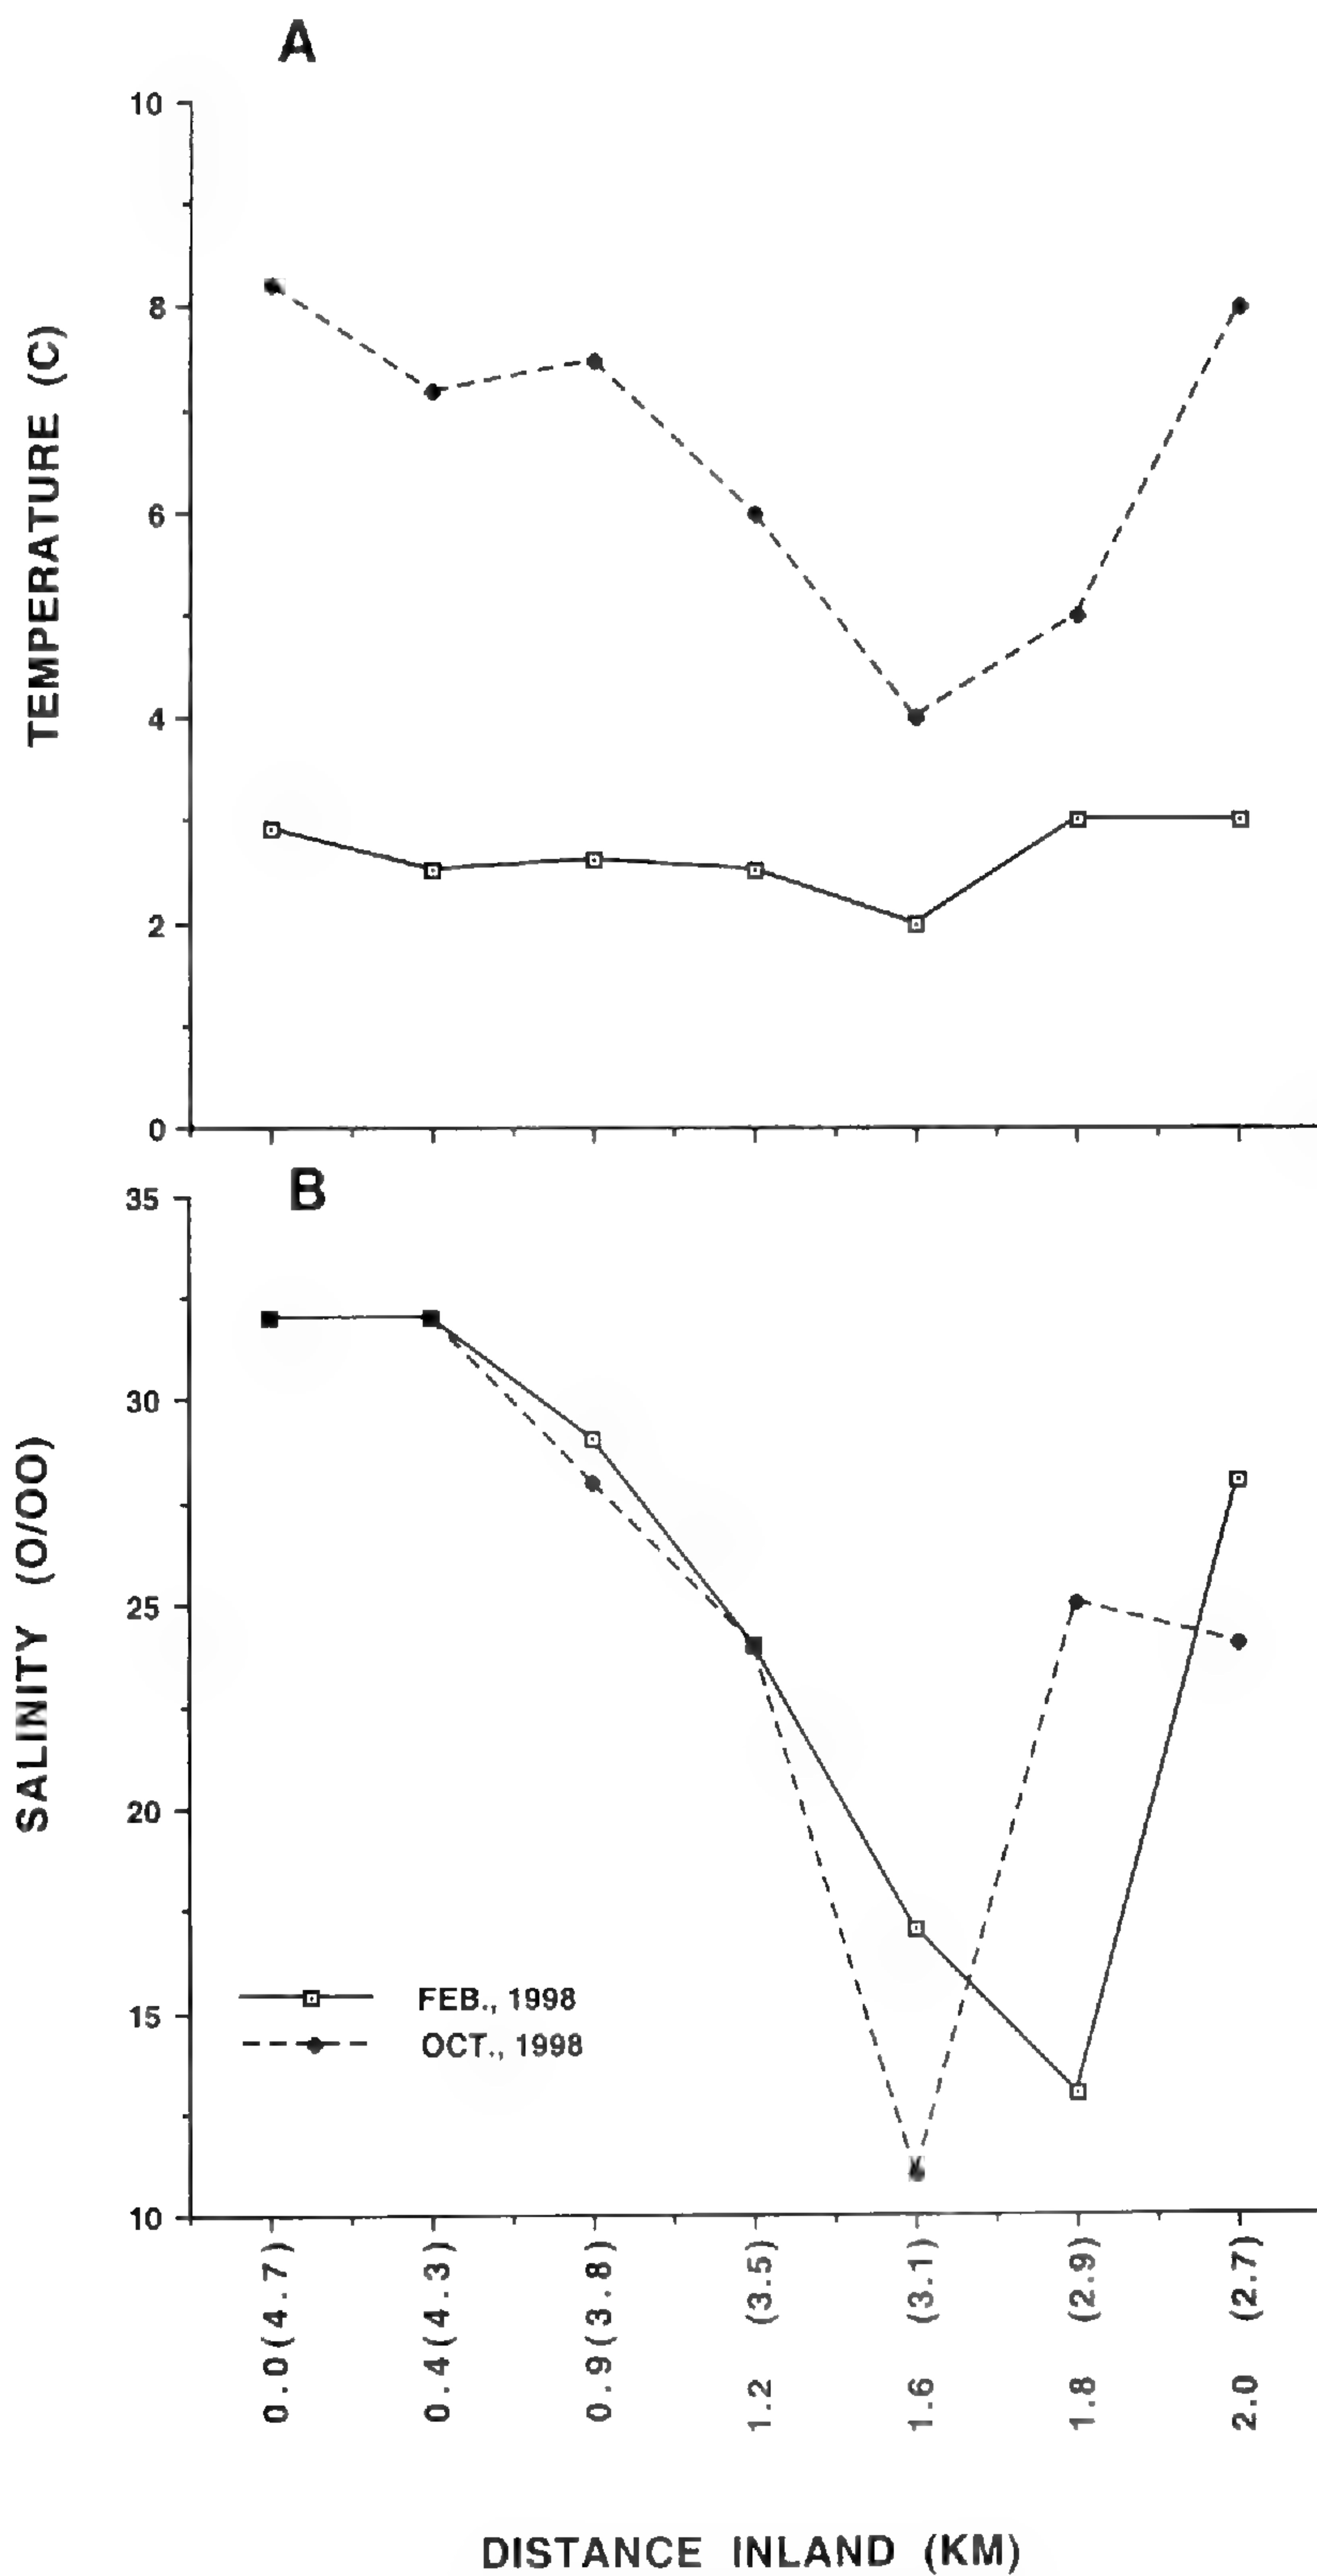 A
10
8
6
4
2
0
TEMPERATURE (C)
B
35
30
25
20
15
10
SALINITY (O/OO)
FEB., 1998
OCT., 1998
0.0(4.7)
0.4(4.3)
0.9(3.8)
1.2 (3.5)
1.6 (3.1)
1.8 (2.9)
2.0 (2.7)
DISTANCE INLAND (KM)